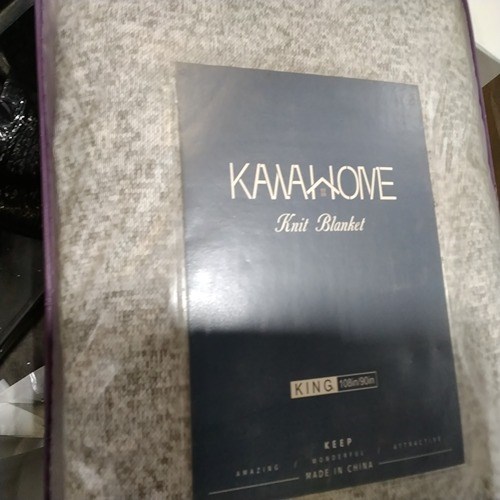 KAWAHOME
Knit Blanket
KING 108in/90in
KEEP
AMAZING / WONDERFUL / ATTRACTIVE
MADE IN CHINA